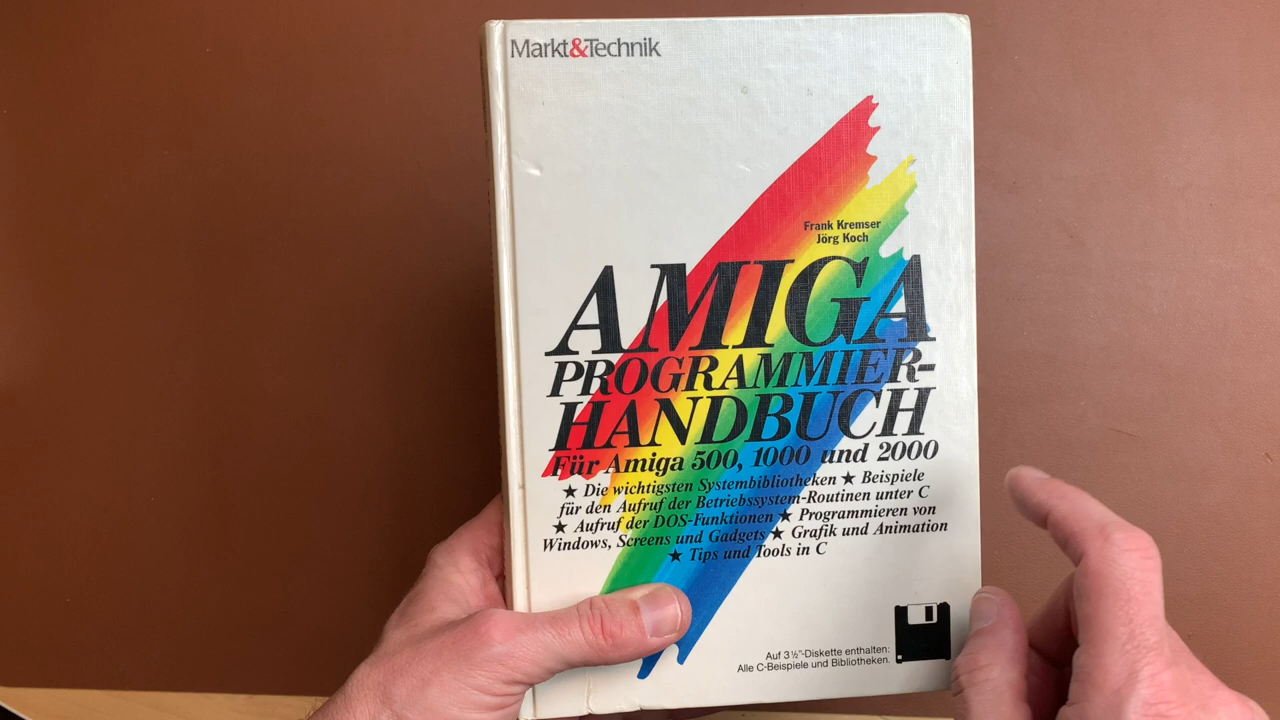 Markt&Technik
Frank Kremser
Jörg Koch
AMIGA
PROGRAMMIER-
HANDBUCH
Für Amiga 500, 1000 und 2000
★ Die wichtigsten Systembibliotheken ★ Beispiele
für den Aufruf der Betriebssystem-Routinen unter C
★ Aufruf der DOS-Funktionen ★ Programmieren von
Windows, Screens und Gadgets ★ Grafik und Animation
★ Tips und Tools in C
Auf 3½"-Diskette enthalten:
Alle C-Beispiele und Bibliotheken.